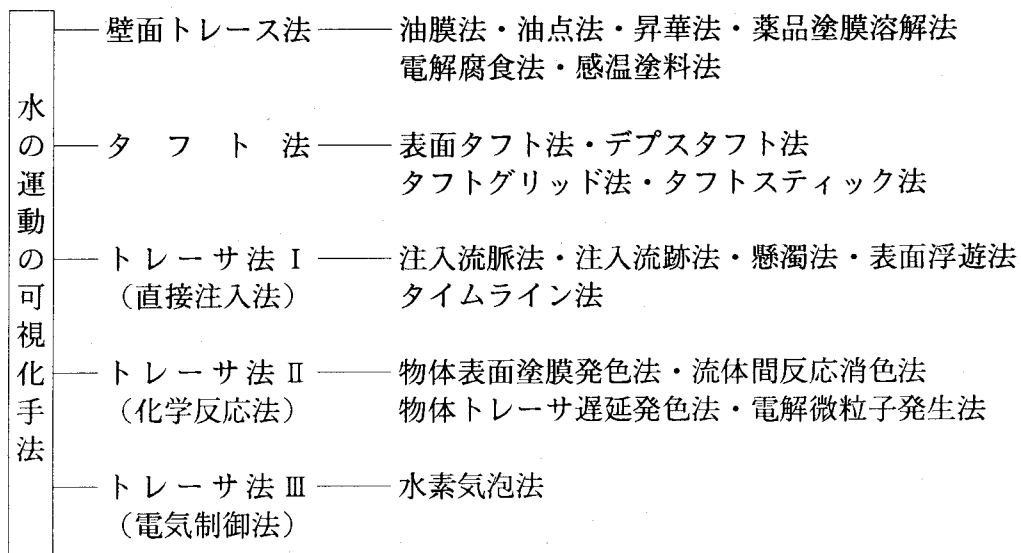 水の運動の可視化手法
壁面トレース法 油膜法・油点法・昇華法・薬品塗膜溶解法
電解腐食法・感温塗料法
タフト法 表面タフト法・デプスタフト法
タフトグリッド法・タフトスティック法
トレーサ法Ⅰ 注入流脈法・注入流跡法・懸濁法・表面浮遊法
（直接注入法） タイムライン法
トレーサ法Ⅱ 物体表面塗膜発色法・流体間反応消色法
（化学反応法） 物体トレーサ遅延発色法・電解微粒子発生法
トレーサ法Ⅲ 水素気泡法
（電気制御法）